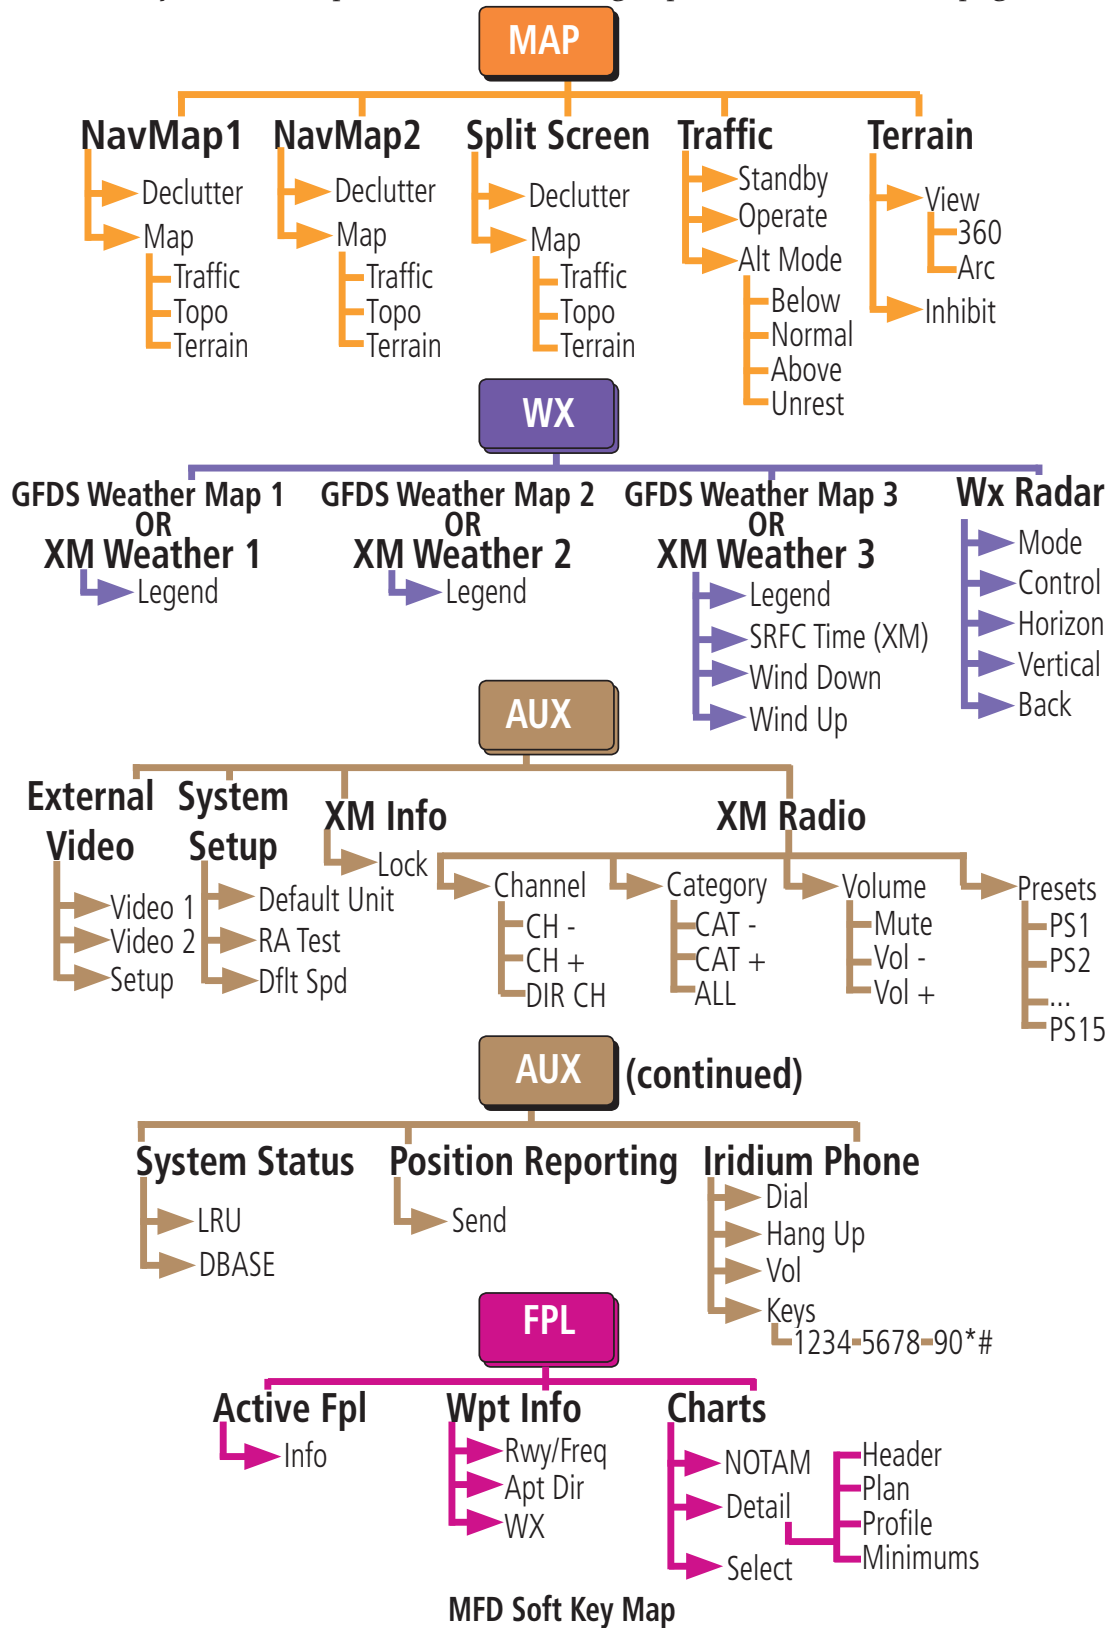 MAP
NavMap1
Declutter
Map
Traffic
Topo
Terrain
NavMap2
Declutter
Map
Traffic
Topo
Terrain
Split Screen
Declutter
Map
Traffic
Topo
Terrain
Traffic
Standby
Operate
Alt Mode
Below
Normal
Above
Unrest
Terrain
View
360
Arc
Inhibit
WX
GFDS Weather Map 1
OR
XM Weather 1
Legend
GFDS Weather Map 2
OR
XM Weather 2
Legend
GFDS Weather Map 3
OR
XM Weather 3
Legend
SRFC Time (XM)
Wind Down
Wind Up
Wx Radar
Mode
Control
Horizon
Vertical
Back
AUX
External
Video
Video 1
Video 2
Setup
System
Setup
Default Unit
RA Test
Dflt Spd
XM Info
Lock
XM Radio
Channel
CH -
CH +
DIR CH
Category
CAT -
CAT +
ALL
Volume
Mute
Vol -
Vol +
Presets
PS1
PS2
...
PS15
AUX (continued)
System Status
LRU
DBASE
Position Reporting
Send
Iridium Phone
Dial
Hang Up
Vol
Keys
1234-5678-90*#
FPL
Active Fpl
Info
Wpt Info
Rwy/Freq
Apt Dir
WX
Charts
NOTAM
Detail
Header
Plan
Profile
Minimums
Select
MFD Soft Key Map